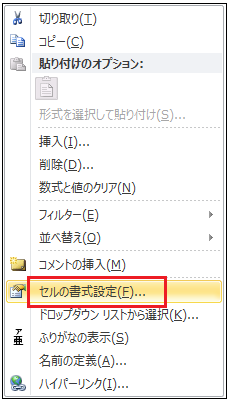 切り取り(T)
コピー(C)
貼り付けのオプション:
形式を選択して貼り付け(S)...
挿入(I)...
削除(D)...
数式と値のクリア(N)
フィルター(E)
並べ替え(O)
コメントの挿入(M)
セルの書式設定(F)...
ドロップダウン リストから選択(K)...
ア亜 ふりがなの表示(S)
名前の定義(A)...
ハイパーリンク(I)...